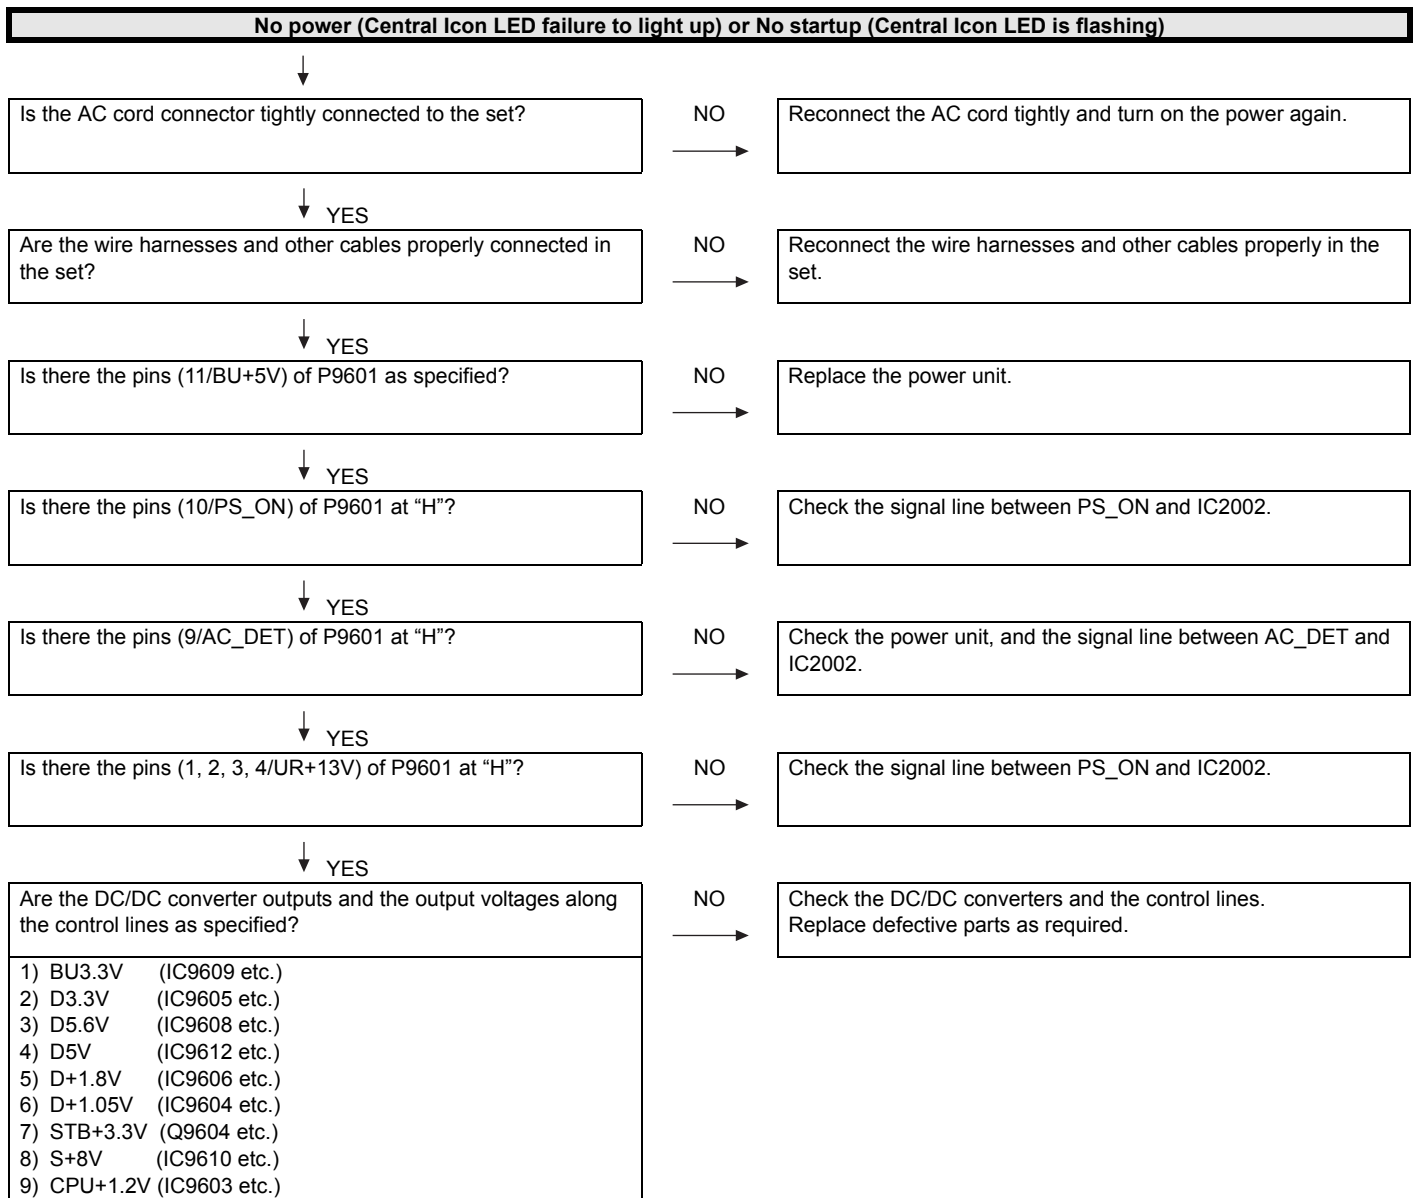 No power (Central Icon LED failure to light up) or No startup (Central Icon LED is flashing)
Is the AC cord connector tightly connected to the set?
NO
Reconnect the AC cord tightly and turn on the power again.
YES
Are the wire harnesses and other cables properly connected in
the set?
NO
Reconnect the wire harnesses and other cables properly in the
set.
YES
Is there the pins (11/BU+5V) of P9601 as specified?
NO
Replace the power unit.
YES
Is there the pins (10/PS_ON) of P9601 at “H”?
NO
Check the signal line between PS_ON and IC2002.
YES
Is there the pins (9/AC_DET) of P9601 at “H”?
NO
Check the power unit, and the signal line between AC_DET and
IC2002.
YES
Is there the pins (1, 2, 3, 4/UR+13V) of P9601 at “H”?
NO
Check the signal line between PS_ON and IC2002.
YES
Are the DC/DC converter outputs and the output voltages along
the control lines as specified?
NO
Check the DC/DC converters and the control lines.
Replace defective parts as required.
1) BU3.3V (IC9609 etc.)
2) D3.3V (IC9605 etc.)
3) D5.6V (IC9608 etc.)
4) D5V (IC9612 etc.)
5) D+1.8V (IC9606 etc.)
6) D+1.05V (IC9604 etc.)
7) STB+3.3V (Q9604 etc.)
8) S+8V (IC9610 etc.)
9) CPU+1.2V (IC9603 etc.)